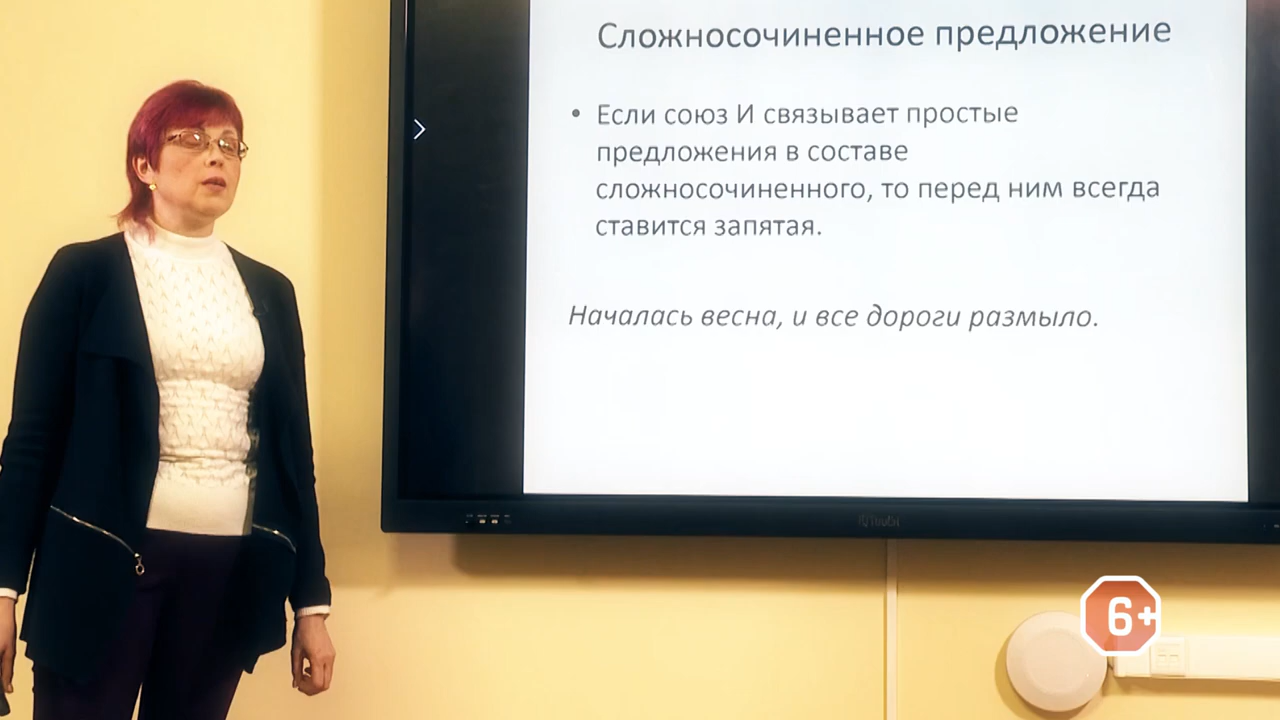 Сложносочиненное предложение
• Если союз И связывает простые
предложения в составе
сложносочиненного, то перед ним всегда
ставится запятая.
Началась весна, и все дороги размыло.
6+